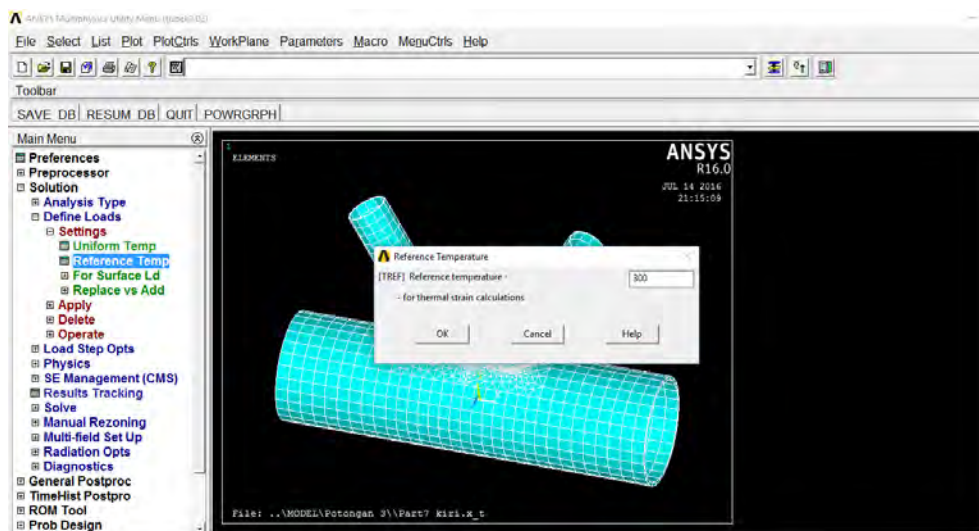 ANSYS Multiphysics Utility Menu
File Select List Plot PlotCtrls WorkPlane Parameters Macro MenuCtrls Help
Toolbar
SAVE_DB RESUM_DB QUIT POWRGRPH
Main Menu
Preferences
Preprocessor
Solution
Analysis Type
Define Loads
Settings
Uniform Temp
Reference Temp
For Surface Ld
Replace vs Add
Apply
Delete
Operate
Load Step Opts
Physics
SE Management (CMS)
Results Tracking
Solve
Manual Rezoning
Multi-field Set Up
Radiation Opts
Diagnostics
General Postproc
TimeHist Postpro
ROM Tool
Prob Design
1
ELEMENTS
ANSYS
R16.0
JUL 14 2016
21:15:09
Reference Temperature
[TREF] Reference temperature - 300
- for thermal strain calculations
OK Cancel Help
File: ..\MODEL\Potongan 3\\Part7 kiri.x_t